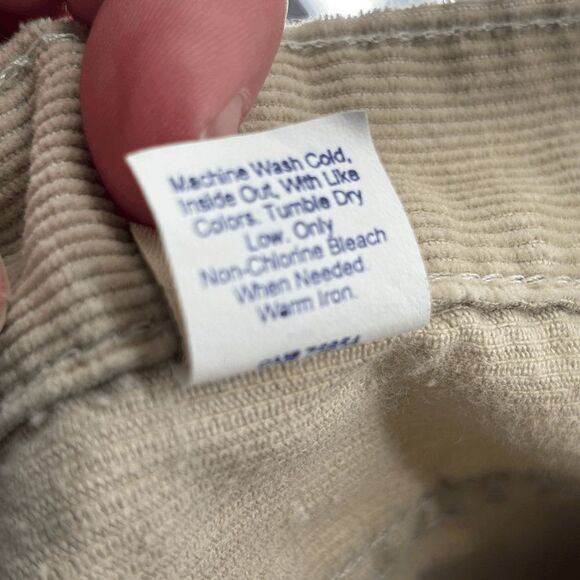 Machine Wash Cold,
Inside Out, With Like
Colors. Tumble Dry
Low. Only
Non-Chlorine Bleach
When Needed.
Warm Iron.